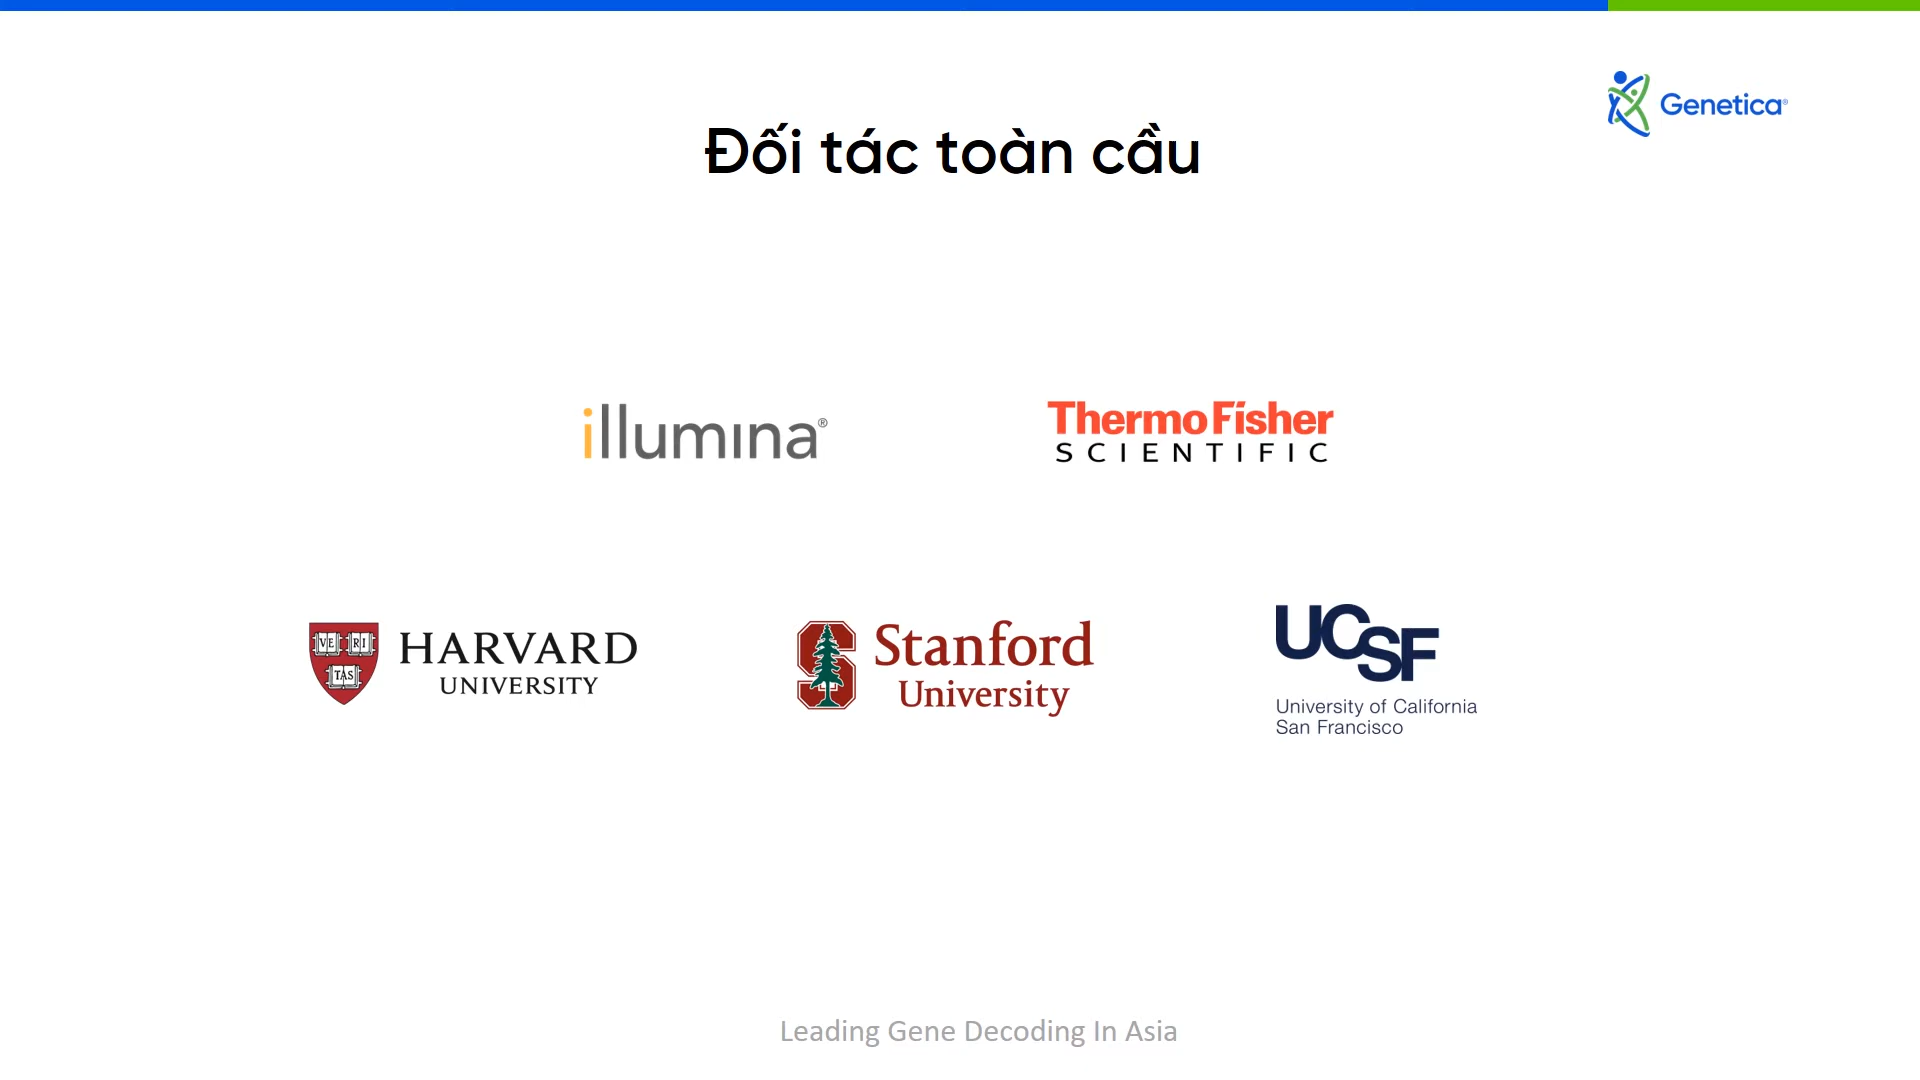 Genetica®
Đối tác toàn cầu
illumina®
ThermoFisher
SCIENTIFIC
VE RI
TAS
HARVARD
UNIVERSITY
Stanford
University
UCSF
University of California
San Francisco
Leading Gene Decoding In Asia